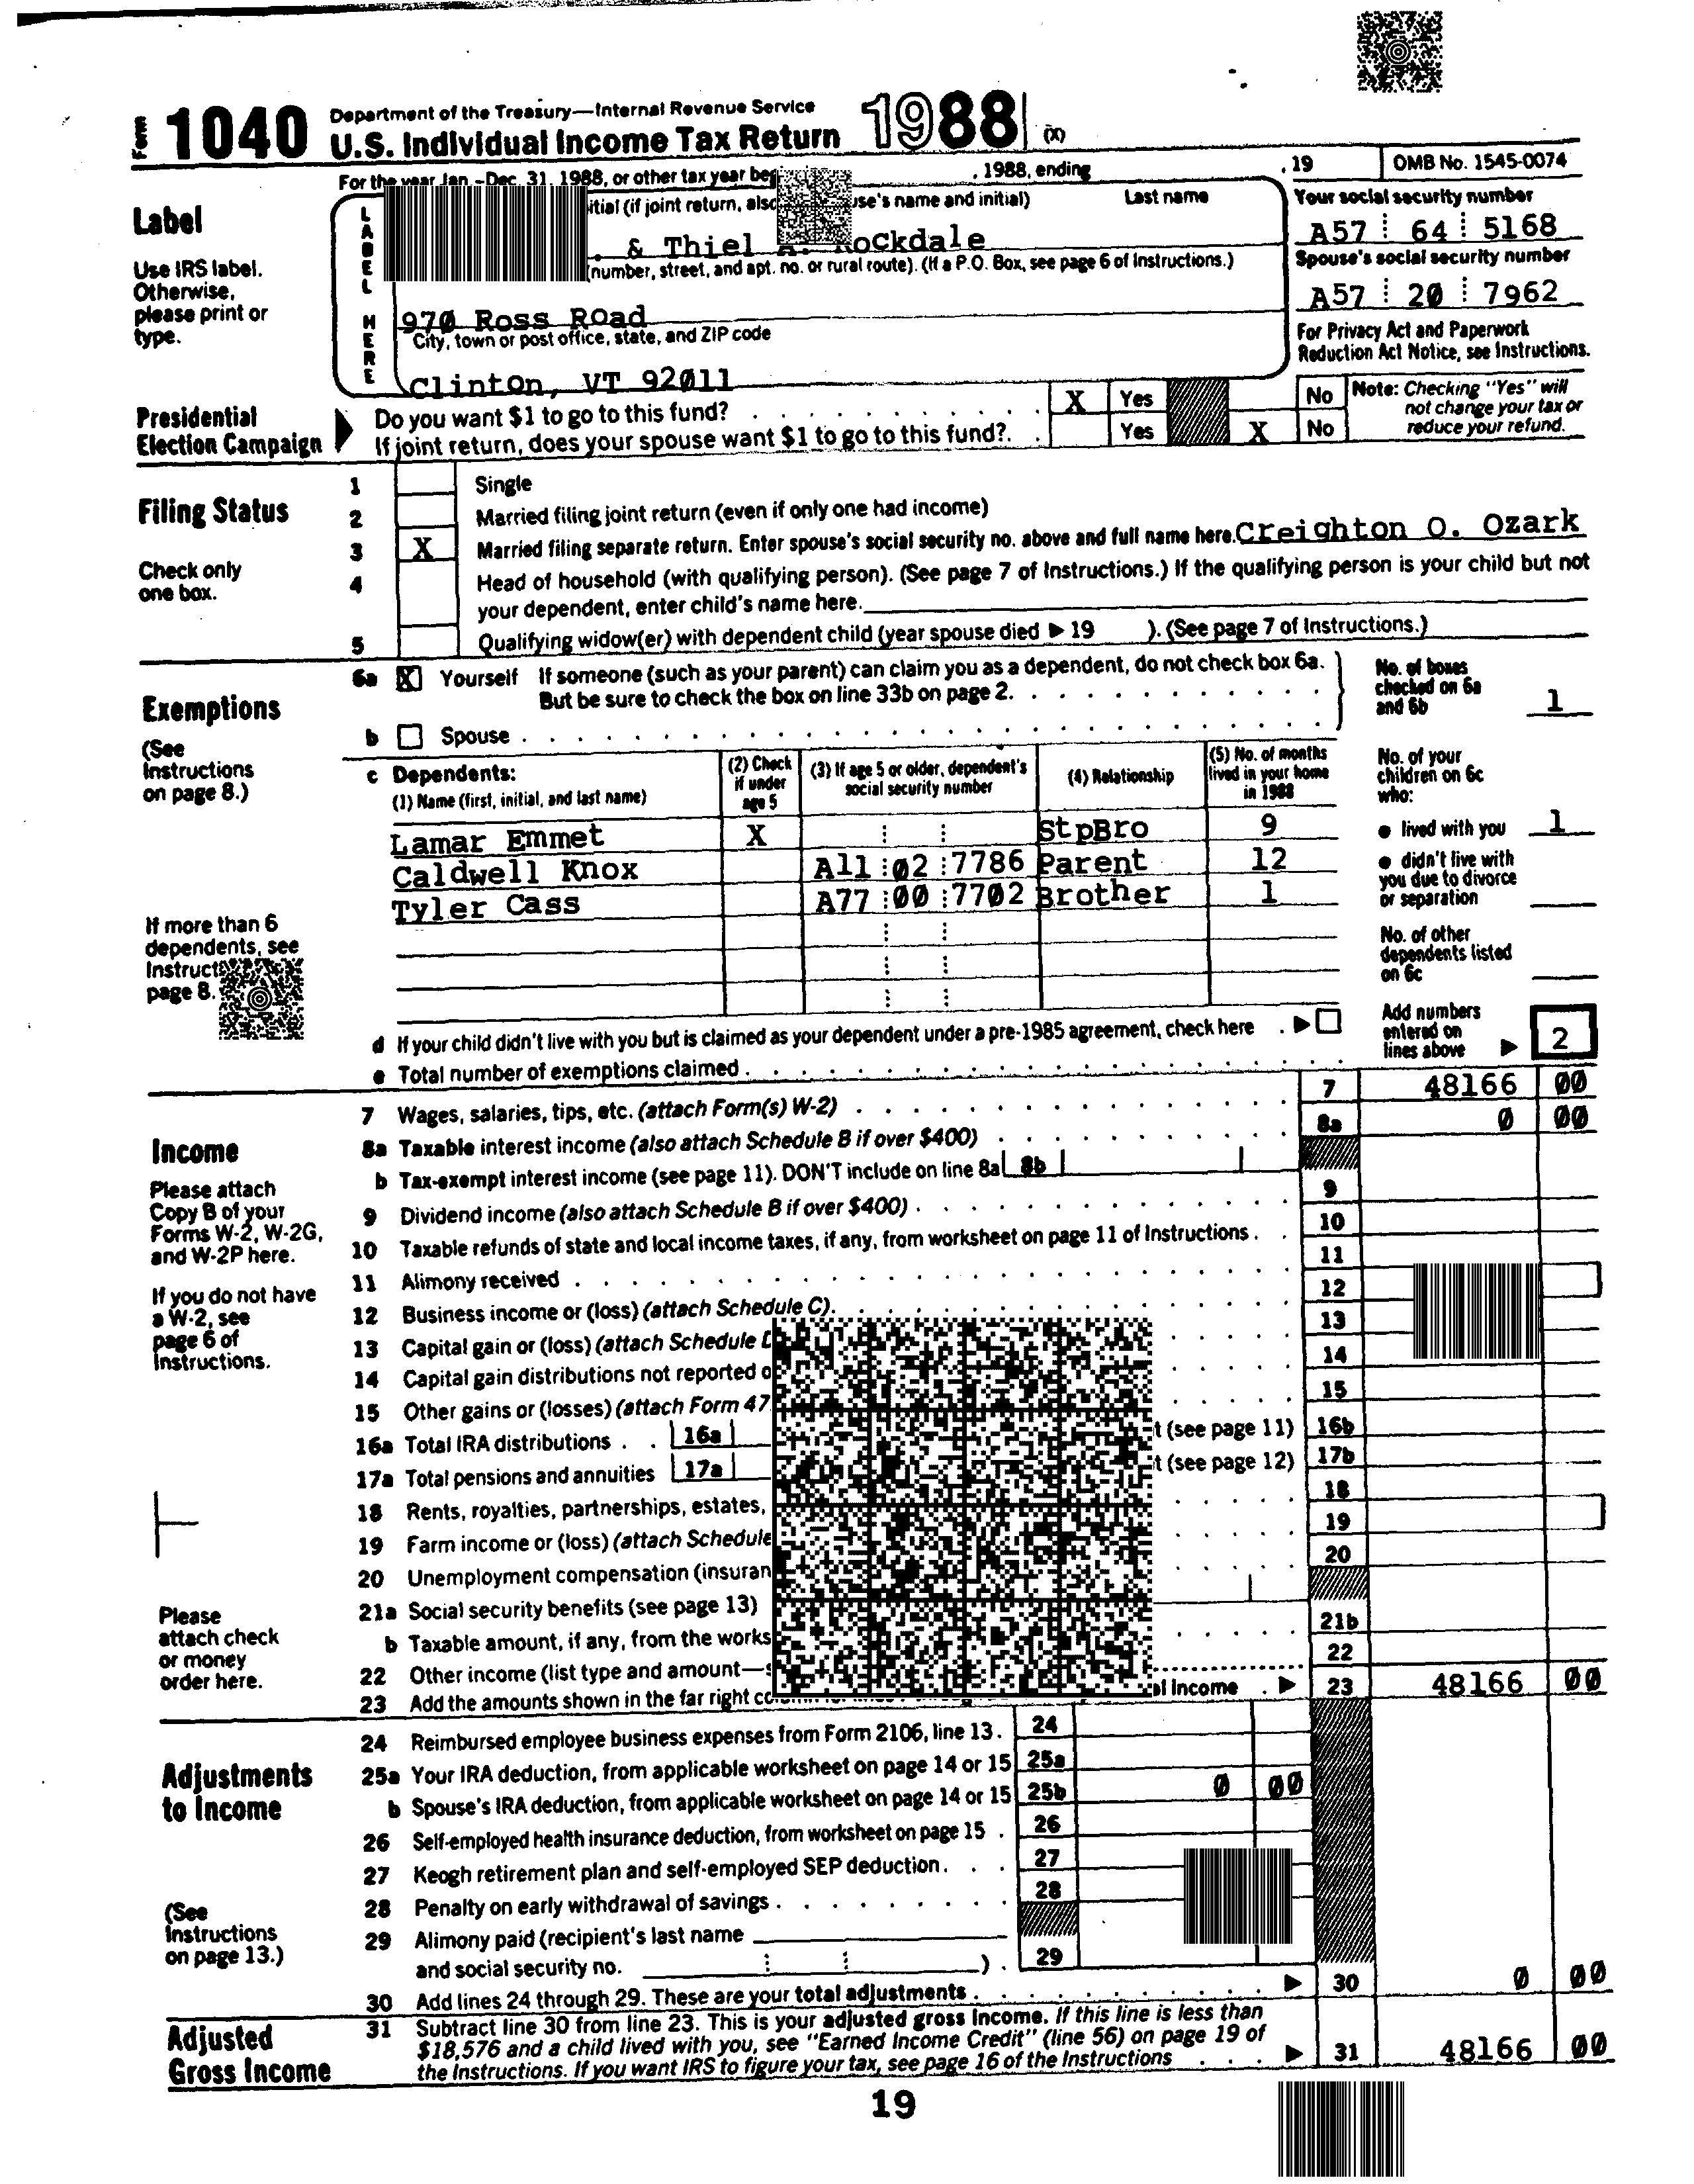 Form 1040 Department of the Treasury—Internal Revenue Service
U.S. Individual Income Tax Return 1988 (X)
For the year Jan.-Dec. 31, 1988, or other tax year , 1988, ending , 19 OMB No. 1545-0074
Label
Use IRS label. Otherwise, please print or type.
LABEL HERE
(if joint return, also name and initial) Last name
. & Thiel Rockdale
(number, street, and apt. no. or rural route). (If a P.O. Box, see page 6 of Instructions.)
970 Ross Road
City, town or post office, state, and ZIP code
Clinton, VT 92011
Your social security number
A57 64 5168
Spouse's social security number
A57 20 7962
For Privacy Act and Paperwork Reduction Act Notice, see Instructions.
Presidential Election Campaign
Do you want $1 to go to this fund? X Yes No
If joint return, does your spouse want $1 to go to this fund? Yes X No
Note: Checking "Yes" will not change your tax or reduce your refund.
Filing Status
Check only one box.
1 Single
2 Married filing joint return (even if only one had income)
3 X Married filing separate return. Enter spouse's social security no. above and full name here. Creighton O. Ozark
4 Head of household (with qualifying person). (See page 7 of Instructions.) If the qualifying person is your child but not
your dependent, enter child's name here.
5 Qualifying widow(er) with dependent child (year spouse died ▶ 19 ). (See page 7 of Instructions.)
Exemptions
(See Instructions on page 8.)
6a X Yourself If someone (such as your parent) can claim you as a dependent, do not check box 6a.
But be sure to check the box on line 33b on page 2.
b Spouse
No. of boxes checked on 6a and 6b 1
c Dependents:
(1) Name (first, initial, and last name) (2) Check if under age 5 (3) If age 5 or older, dependent's social security number (4) Relationship (5) No. of months lived in your home in 1988
Lamar Emmet X StpBro 9
Caldwell Knox A11 02 7786 Parent 12
Tyler Cass A77 00 7702 Brother 1
No. of your children on 6c who:
● lived with you 1
● didn't live with you due to divorce or separation
No. of other dependents listed on 6c
If more than 6 dependents, see page 8.
d If your child didn't live with you but is claimed as your dependent under a pre-1985 agreement, check here ▶
e Total number of exemptions claimed
Add numbers entered on lines above ▶ 2
Income
Please attach Copy B of your Forms W-2, W-2G, and W-2P here.
If you do not have a W-2, see page 6 of Instructions.
Please attach check or money order here.
7 Wages, salaries, tips, etc. (attach Form(s) W-2) 7 48166 00
8a Taxable interest income (also attach Schedule B if over $400) 8a 0 00
b Tax-exempt interest income (see page 11). DON'T include on line 8a 8b
9 Dividend income (also attach Schedule B if over $400) 9
10 Taxable refunds of state and local income taxes, if any, from worksheet on page 11 of Instructions 10
11 Alimony received 11
12 Business income or (loss) (attach Schedule C) 12
13 Capital gain or (loss) (attach Schedule 13
14 Capital gain distributions not reported 14
15 Other gains or (losses) (attach Form 47 15
16a Total IRA distributions 16a (see page 11) 16b
17a Total pensions and annuities 17a (see page 12) 17b
18 Rents, royalties, partnerships, estates, 18
19 Farm income or (loss) (attach Schedule 19
20 Unemployment compensation (insuran 20
21a Social security benefits (see page 13)
b Taxable amount, if any, from the works 21b
22 Other income (list type and amount— 22
23 Add the amounts shown in the far right Income ▶ 23 48166 00
Adjustments to Income
(See Instructions on page 13.)
24 Reimbursed employee business expenses from Form 2106, line 13. 24
25a Your IRA deduction, from applicable worksheet on page 14 or 15 25a
b Spouse's IRA deduction, from applicable worksheet on page 14 or 15 25b 0 00
26 Self-employed health insurance deduction, from worksheet on page 15 26
27 Keogh retirement plan and self-employed SEP deduction 27
28 Penalty on early withdrawal of savings 28
29 Alimony paid (recipient's last name
and social security no. ) 29
30 Add lines 24 through 29. These are your total adjustments ▶ 30 0 00
Adjusted Gross Income
31 Subtract line 30 from line 23. This is your adjusted gross income. If this line is less than
$18,576 and a child lived with you, see "Earned Income Credit" (line 56) on page 19 of
the Instructions. If you want IRS to figure your tax, see page 16 of the Instructions ▶ 31 48166 00
19